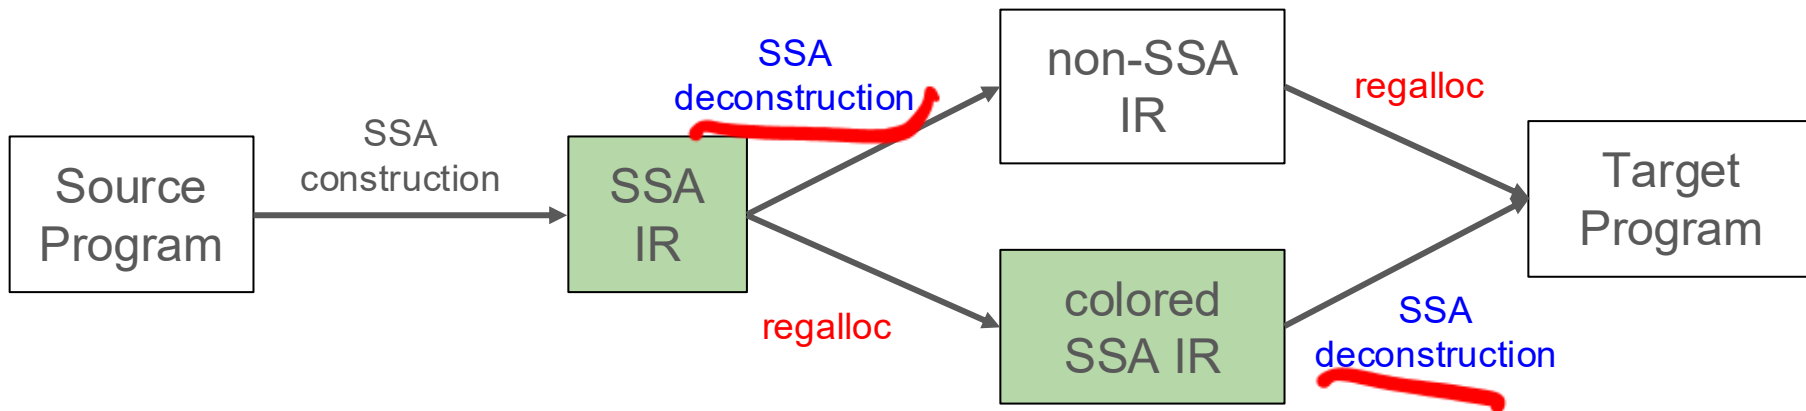 Source
Program
SSA
construction
SSA
IR
SSA
deconstruction
non-SSA
IR
regalloc
regalloc
colored
SSA IR
SSA
deconstruction
Target
Program